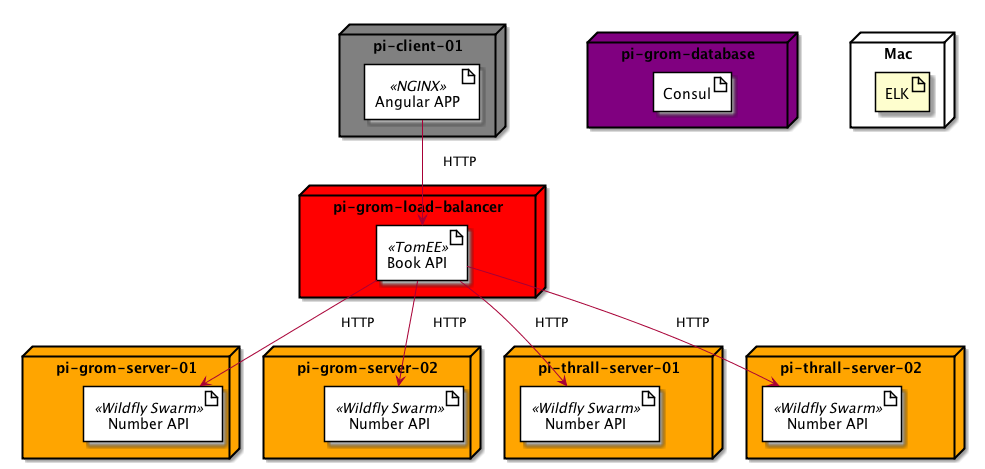 pi-client-01
«NGINX»
Angular APP
pi-grom-database
Consul
Mac
ELK
HTTP
pi-grom-load-balancer
«TomEE»
Book API
HTTP
HTTP
HTTP
HTTP
pi-grom-server-01
«Wildfly Swarm»
Number API
pi-grom-server-02
«Wildfly Swarm»
Number API
pi-thrall-server-01
«Wildfly Swarm»
Number API
pi-thrall-server-02
«Wildfly Swarm»
Number API